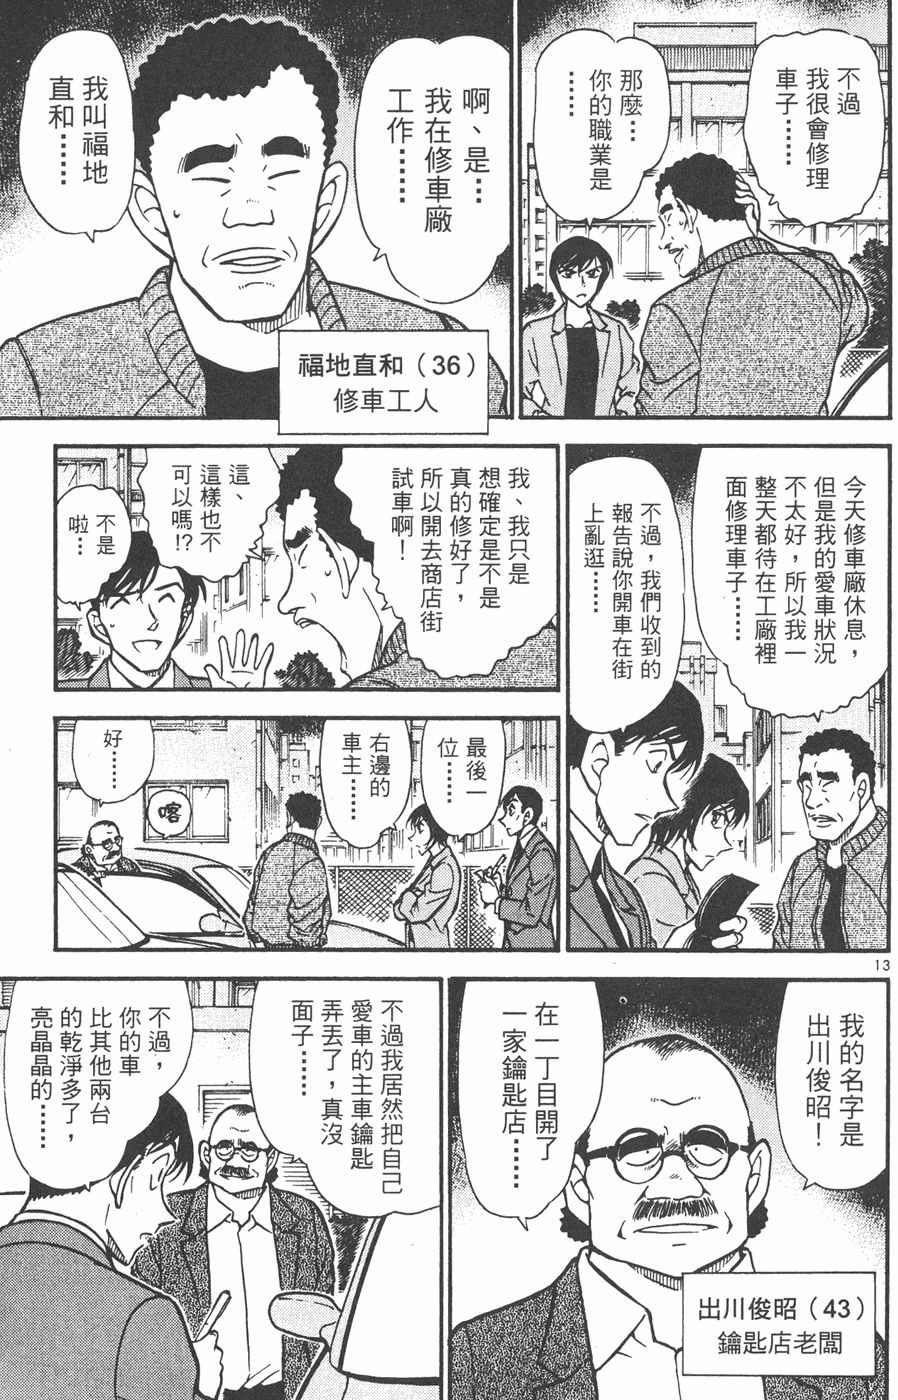 不過
我很會修理
車子……
那麼…
你的職業是
……
啊、是…
我在修車廠
工作……
我叫福地
直和……
福地直和（36）
修車工人
今天修車廠休息，
但是我的愛車狀況
不太好，所以我一
整天都待在工廠裡
面修理車子……
不過，我們收到的
報告說你開車在街
上亂逛……
我、我只是
想確定是不是
真的修好了，
所以開去商店街
試車啊！
這、
這樣也不
可以嗎!?
不是
啦…
最後一
位……
右邊的
車主……
喀
好……
13
我的名字是
出川俊昭！
在一丁目開了
一家鑰匙店……
出川俊昭（43）
鑰匙店老闆
不過我居然把自己
愛車的主車鑰匙
弄丟了，真沒
面子……
不過，
你的車
比其他兩台
的乾淨多了，
亮晶晶的……